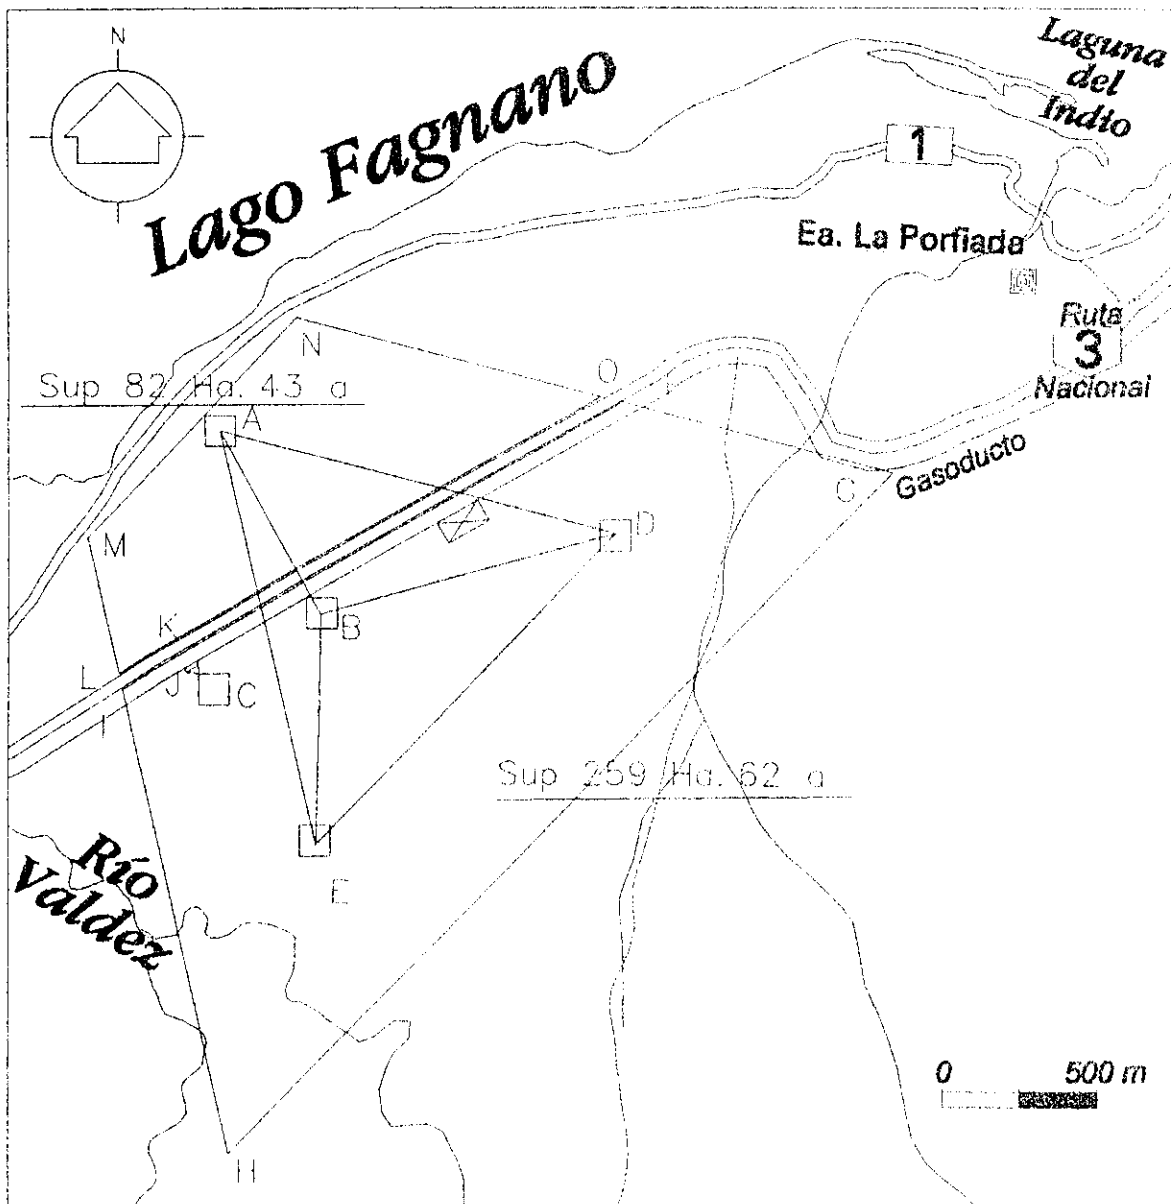 N
Laguna
del
Indio
Lago Fagnano
1
Ea. La Porfiada
Ruta
3
Nacional
N
O
Sup 82 Ha. 43 a
A
Gasoducto
G
M
D
K
B
L
J
C
I
Sup 259 Ha. 62 a
Río
Valdez
E
0 500 m
H